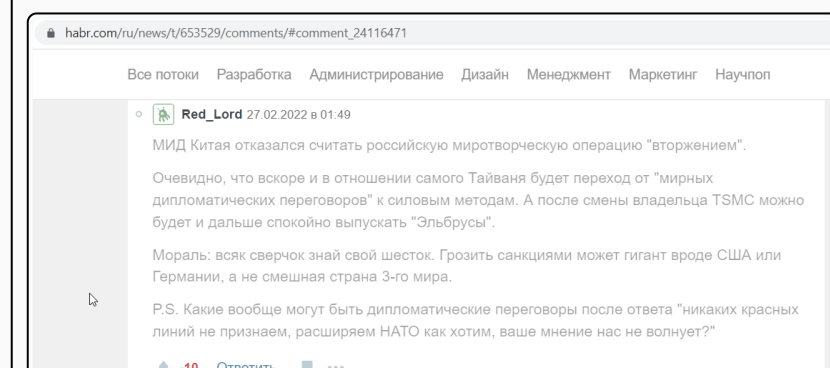 habr.com/ru/news/t/653529/comments/#comment_24116471
Все потоки Разработка Администрирование Дизайн Менеджмент Маркетинг Научпоп
Red_Lord 27.02.2022 в 01:49
МИД Китая отказался считать российскую миротворческую операцию "вторжением".
Очевидно, что вскоре и в отношении самого Тайваня будет переход от "мирных
дипломатических переговоров" к силовым методам. А после смены владельца TSMC можно
будет и дальше спокойно выпускать "Эльбрусы".
Мораль: всяк сверчок знай свой шесток. Грозить санкциями может гигант вроде США или
Германии, а не смешная страна 3-го мира.
P.S. Какие вообще могут быть дипломатические переговоры после ответа "никаких красных
линий не признаем, расширяем НАТО как хотим, ваше мнение нас не волнует?"
Ответить